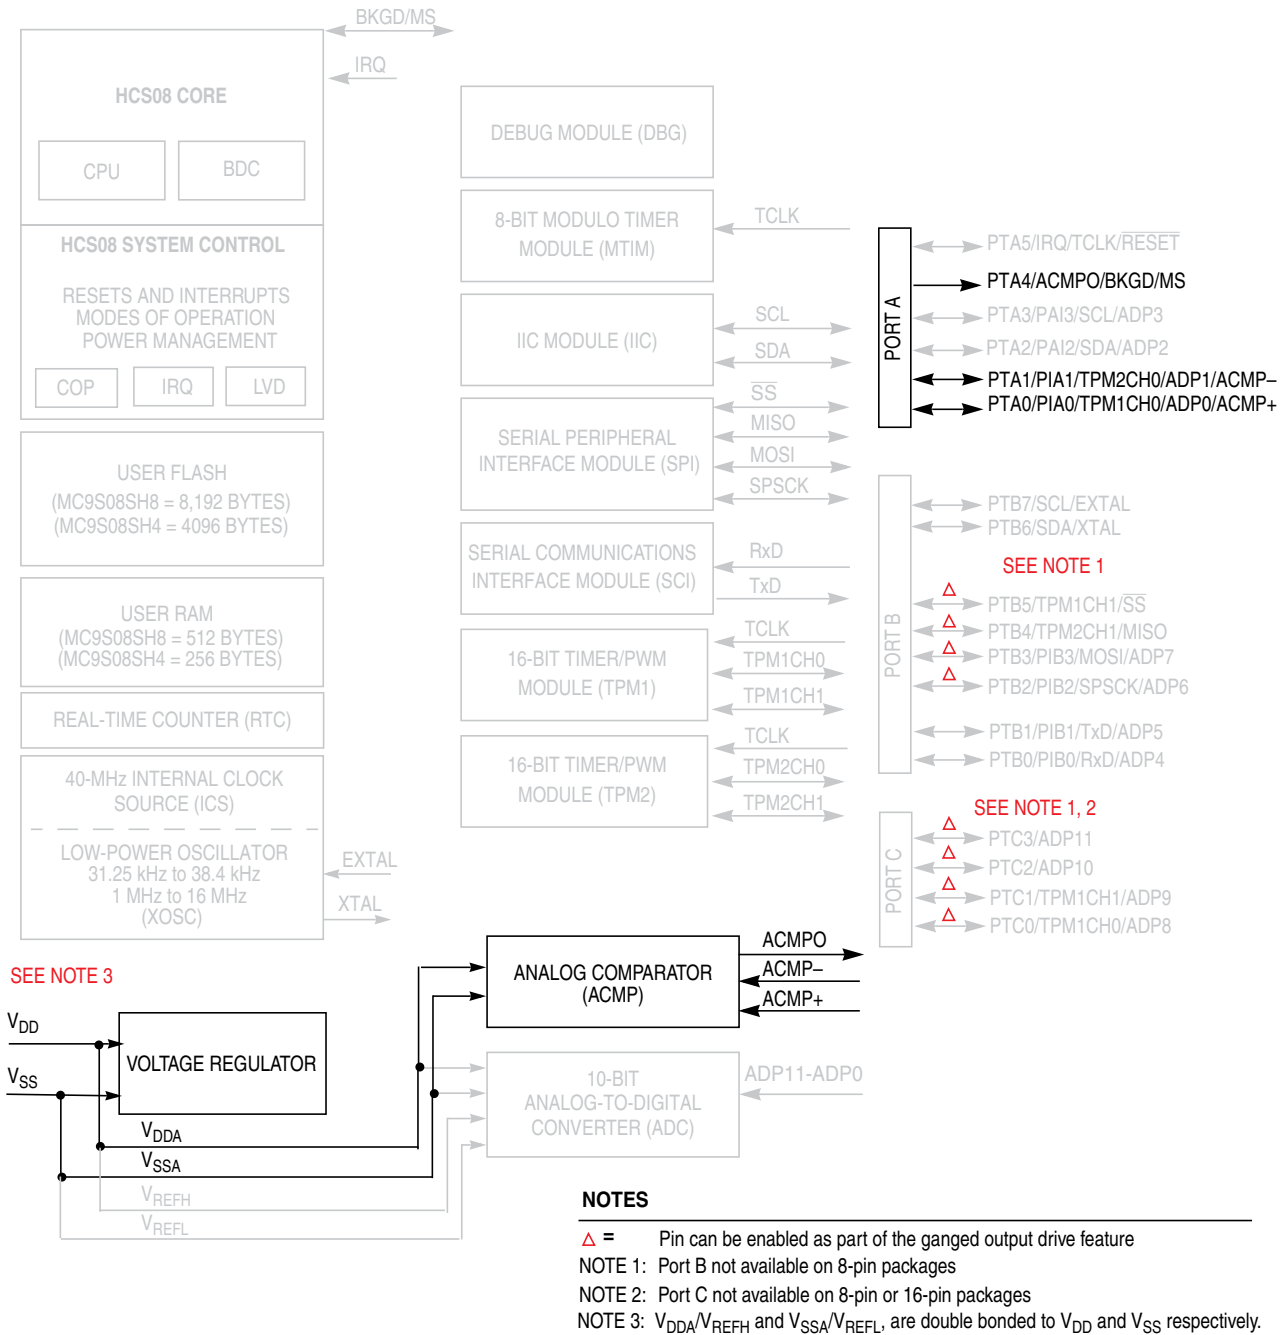 BKGD/MS
IRQ
HCS08 CORE
CPU
BDC
HCS08 SYSTEM CONTROL
RESETS AND INTERRUPTS
MODES OF OPERATION
POWER MANAGEMENT
COP
IRQ
LVD
USER FLASH
(MC9S08SH8 = 8,192 BYTES)
(MC9S08SH4 = 4096 BYTES)
USER RAM
(MC9S08SH8 = 512 BYTES)
(MC9S08SH4 = 256 BYTES)
REAL-TIME COUNTER (RTC)
40-MHz INTERNAL CLOCK
SOURCE (ICS)
LOW-POWER OSCILLATOR
31.25 kHz to 38.4 kHz
1 MHz to 16 MHz
(XOSC)
EXTAL
XTAL
DEBUG MODULE (DBG)
8-BIT MODULO TIMER
MODULE (MTIM)
TCLK
IIC MODULE (IIC)
SCL
SDA
SERIAL PERIPHERAL
INTERFACE MODULE (SPI)
SS
MISO
MOSI
SPSCK
SERIAL COMMUNICATIONS
INTERFACE MODULE (SCI)
RxD
TxD
16-BIT TIMER/PWM
MODULE (TPM1)
TCLK
TPM1CH0
TPM1CH1
16-BIT TIMER/PWM
MODULE (TPM2)
TCLK
TPM2CH0
TPM2CH1
PORT A
PTA5/IRQ/TCLK/RESET
PTA4/ACMPO/BKGD/MS
PTA3/PAI3/SCL/ADP3
PTA2/PAI2/SDA/ADP2
PTA1/PIA1/TPM2CH0/ADP1/ACMP–
PTA0/PIA0/TPM1CH0/ADP0/ACMP+
PORT B
PTB7/SCL/EXTAL
PTB6/SDA/XTAL
SEE NOTE 1
PTB5/TPM1CH1/SS
PTB4/TPM2CH1/MISO
PTB3/PIB3/MOSI/ADP7
PTB2/PIB2/SPSCK/ADP6
PTB1/PIB1/TxD/ADP5
PTB0/PIB0/RxD/ADP4
SEE NOTE 1, 2
PORT C
PTC3/ADP11
PTC2/ADP10
PTC1/TPM1CH1/ADP9
PTC0/TPM1CH0/ADP8
ANALOG COMPARATOR
(ACMP)
ACMPO
ACMP–
ACMP+
SEE NOTE 3
VDD
VSS
VOLTAGE REGULATOR
VDDA
VSSA
VREFH
VREFL
10-BIT
ANALOG-TO-DIGITAL
CONVERTER (ADC)
ADP11-ADP0
NOTES
△ = Pin can be enabled as part of the ganged output drive feature
NOTE 1: Port B not available on 8-pin packages
NOTE 2: Port C not available on 8-pin or 16-pin packages
NOTE 3: VDDA/VREFH and VSSA/VREFL, are double bonded to VDD and VSS respectively.